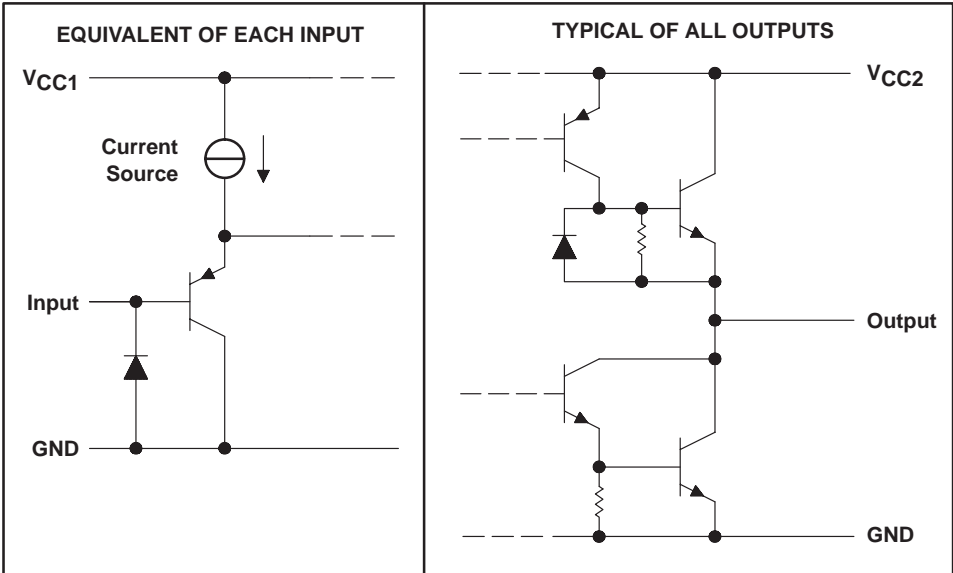 EQUIVALENT OF EACH INPUT
VCC1
Current
Source
Input
GND
TYPICAL OF ALL OUTPUTS
VCC2
Output
GND